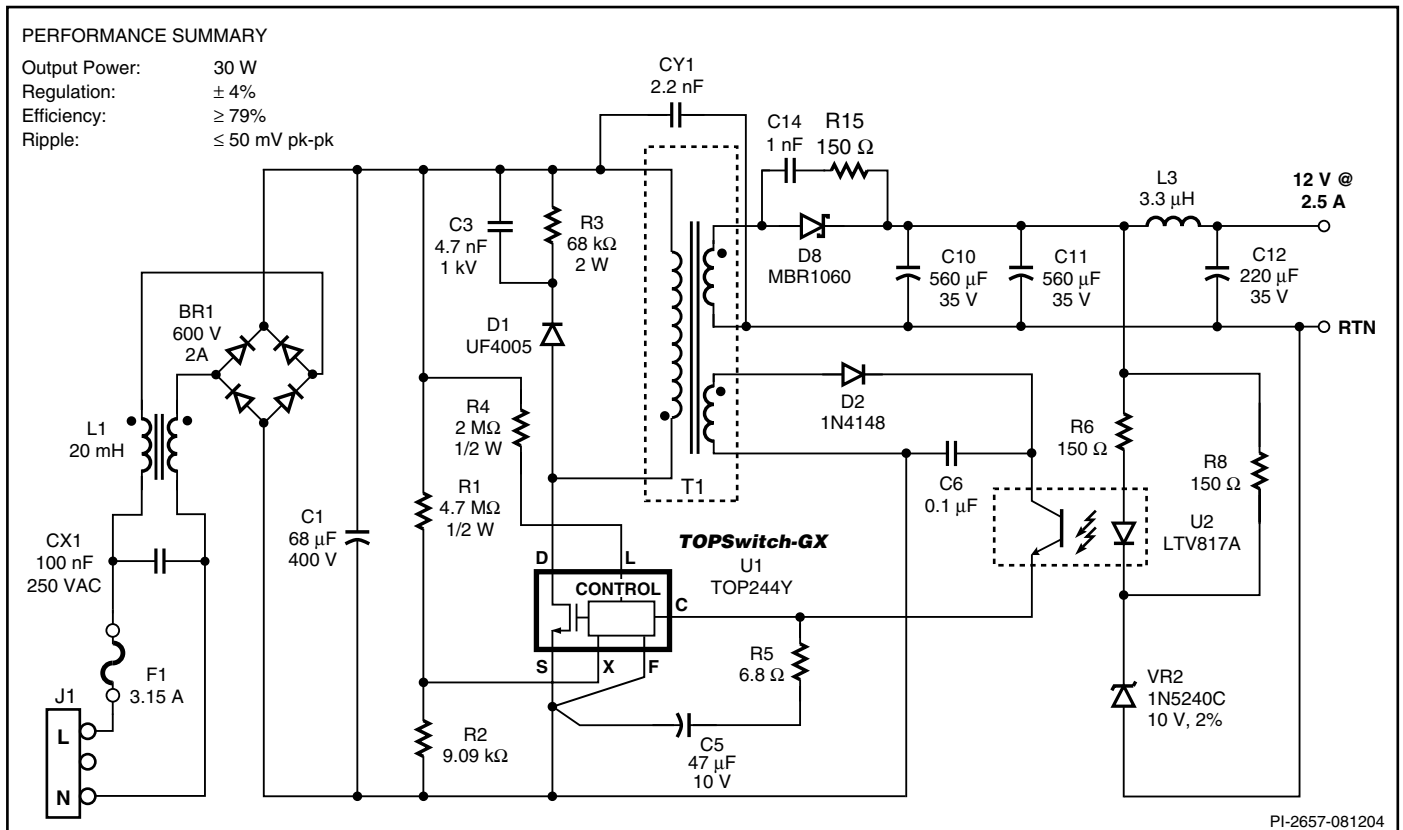 PERFORMANCE SUMMARY
Output Power: 30 W
Regulation: ± 4%
Efficiency: ≥ 79%
Ripple: ≤ 50 mV pk-pk
CY1
2.2 nF
C14
1 nF
R15
150 Ω
L3
3.3 µH
12 V @
2.5 A
C3
4.7 nF
1 kV
R3
68 kΩ
2 W
D8
MBR1060
C10
560 µF
35 V
C11
560 µF
35 V
C12
220 µF
35 V
RTN
BR1
600 V
2A
D1
UF4005
D2
1N4148
L1
20 mH
R4
2 MΩ
1/2 W
R6
150 Ω
R8
150 Ω
T1
C6
0.1 µF
R1
4.7 MΩ
1/2 W
C1
68 µF
400 V
CX1
100 nF
250 VAC
TOPSwitch-GX
U1
TOP244Y
U2
LTV817A
D
L
CONTROL
C
S
X
F
R5
6.8 Ω
F1
3.15 A
J1
L
N
R2
9.09 kΩ
C5
47 µF
10 V
VR2
1N5240C
10 V, 2%
PI-2657-081204